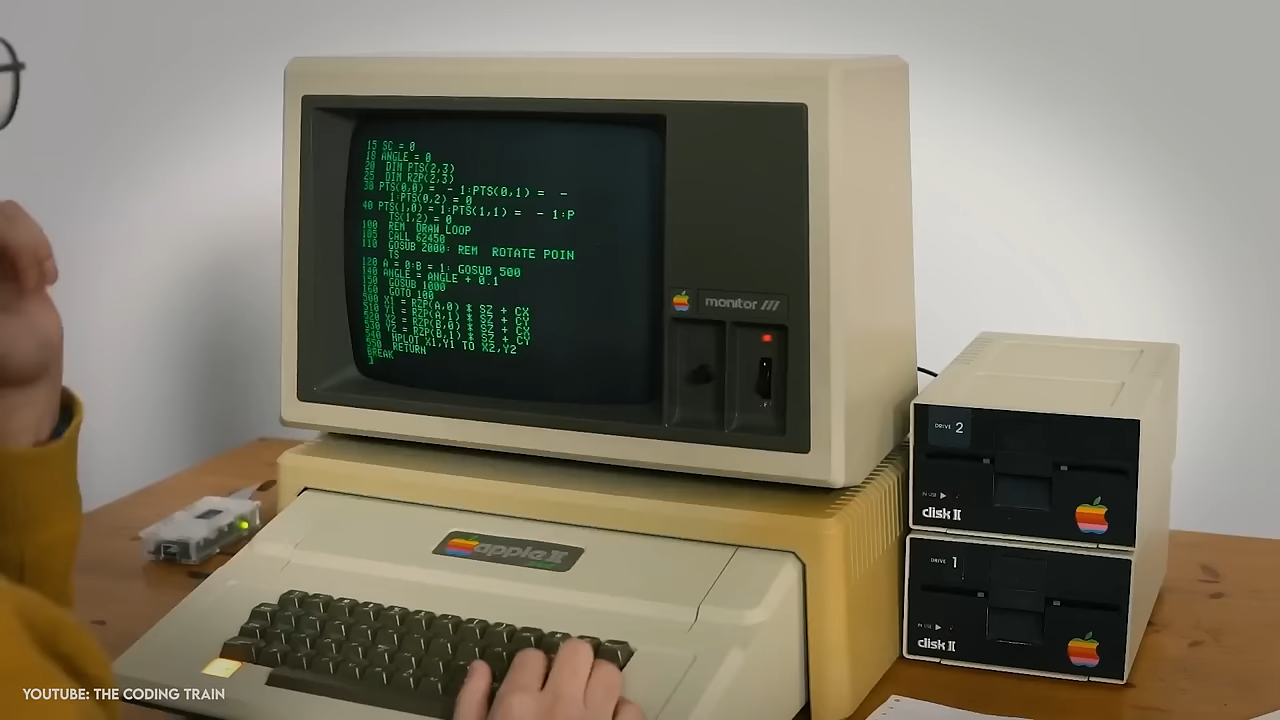 15 SC = 0
18 ANGLE = 0
20 DIM PTS(2,3)
25 DIM RZP(2,3)
30 PTS(0,0) = - 1:PTS(0,1) = -
1:PTS(0,2) = 0
40 PTS(1,0) = 1:PTS(1,1) = - 1:P
TS(1,2) = 0
100 REM DRAW LOOP
105 CALL 62450
110 GOSUB 2000: REM ROTATE POIN
TS
120 A = 0:B = 1: GOSUB 500
140 ANGLE = ANGLE + 0.1
150 GOSUB 1000
160 GOTO 100
500 X1 = RZP(A,0) * SZ + CX
510 Y1 = RZP(A,1) * SZ + CY
520 X2 = RZP(B,0) * SZ + CX
530 Y2 = RZP(B,1) * SZ + CY
540 HPLOT X1,Y1 TO X2,Y2
550 RETURN
BREAK
]
monitor ///
DRIVE 2
IN USE ▶
disk ][
DRIVE 1
IN USE ▶
disk ][
apple ][
YOUTUBE: THE CODING TRAIN